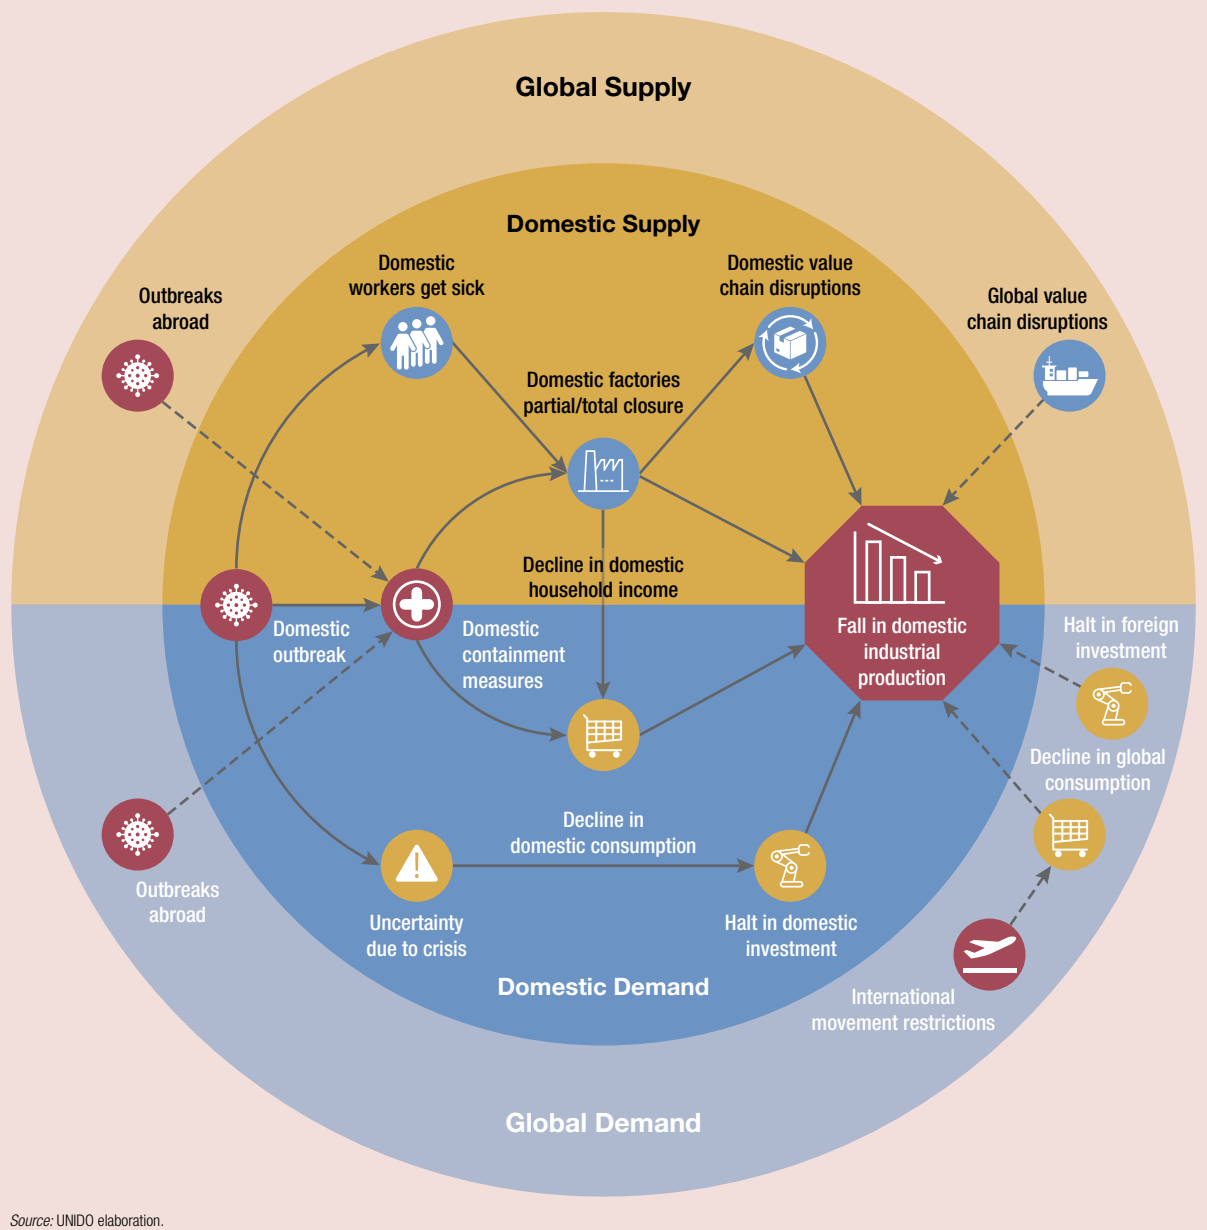 Global Supply
Domestic Supply
Domestic
workers get sick
Domestic value
chain disruptions
Outbreaks
abroad
Global value
chain disruptions
Domestic factories
partial/total closure
Decline in domestic
household income
Domestic
outbreak
Domestic
containment
measures
Fall in domestic
industrial
production
Halt in foreign
investment
Decline in global
consumption
Decline in
domestic consumption
Outbreaks
abroad
Uncertainty
due to crisis
Halt in domestic
investment
Domestic Demand
International
movement restrictions
Global Demand
Source: UNIDO elaboration.